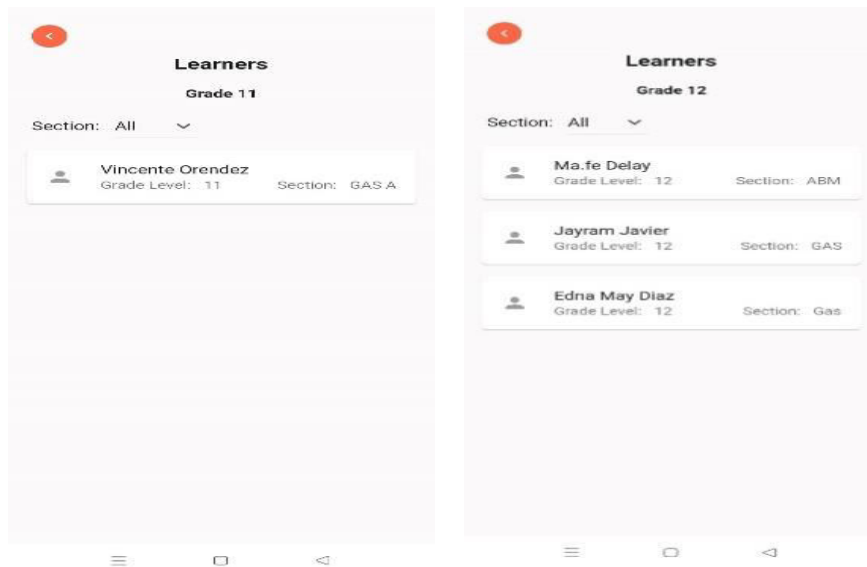 Learners
Grade 11
Section: All
Vincente Orendez
Grade Level: 11 Section: GAS A
Learners
Grade 12
Section: All
Ma.fe Delay
Grade Level: 12 Section: ABM
Jayram Javier
Grade Level: 12 Section: GAS
Edna May Diaz
Grade Level: 12 Section: Gas